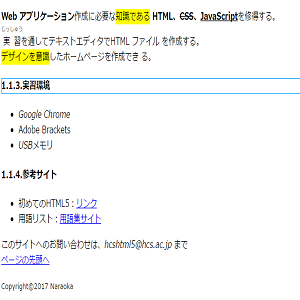 Web アプリケーション作成に必要な知識である HTML、CSS、JavaScriptを修得する。
じっしゅう
実 習を通してテキストエディタでHTML ファイル を作成する。
デザインを意識したホームページを作成でき る。
1.1.3.実習環境
Google Chrome
Adobe Brackets
USBメモリ
1.1.4.参考サイト
初めてのHTML5：リンク
用語リスト：用語集サイト
このサイトへのお問い合わせは、hcshtml5@hcs.ac.jp まで
ページの先頭へ
Copyright©2017 Naraoka